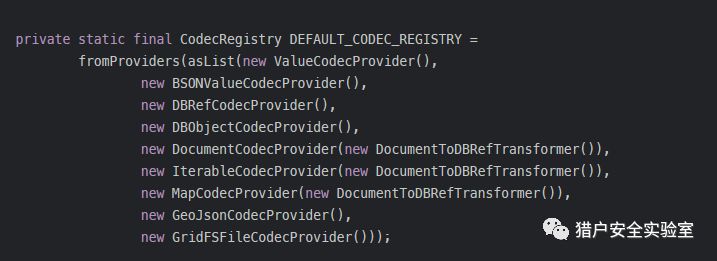 private static final CodecRegistry DEFAULT_CODEC_REGISTRY =
fromProviders(asList(new ValueCodecProvider(),
new BSONValueCodecProvider(),
new DBRefCodecProvider(),
new DBObjectCodecProvider(),
new DocumentCodecProvider(new DocumentToDBRefTransformer()),
new IterableCodecProvider(new DocumentToDBRefTransformer()),
new MapCodecProvider(new DocumentToDBRefTransformer()),
new GeoJsonCodecProvider(),
new GridFSFileCodecProvider()));
猎户安全实验室